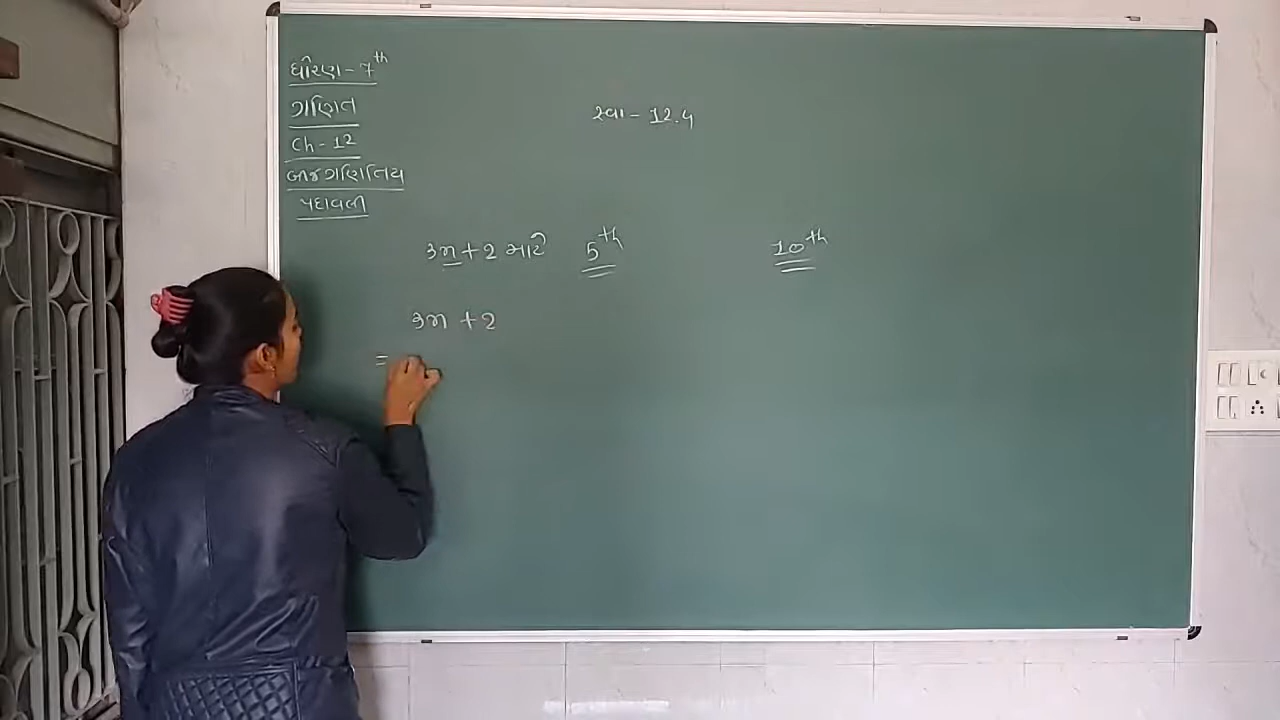 ધોરણ - 7th
ગણિત
Ch - 12
બીજગણિતિય
પદાવલી
સ્વા - 12.4
3n + 2 માટે 5th 10th
3n + 2
=